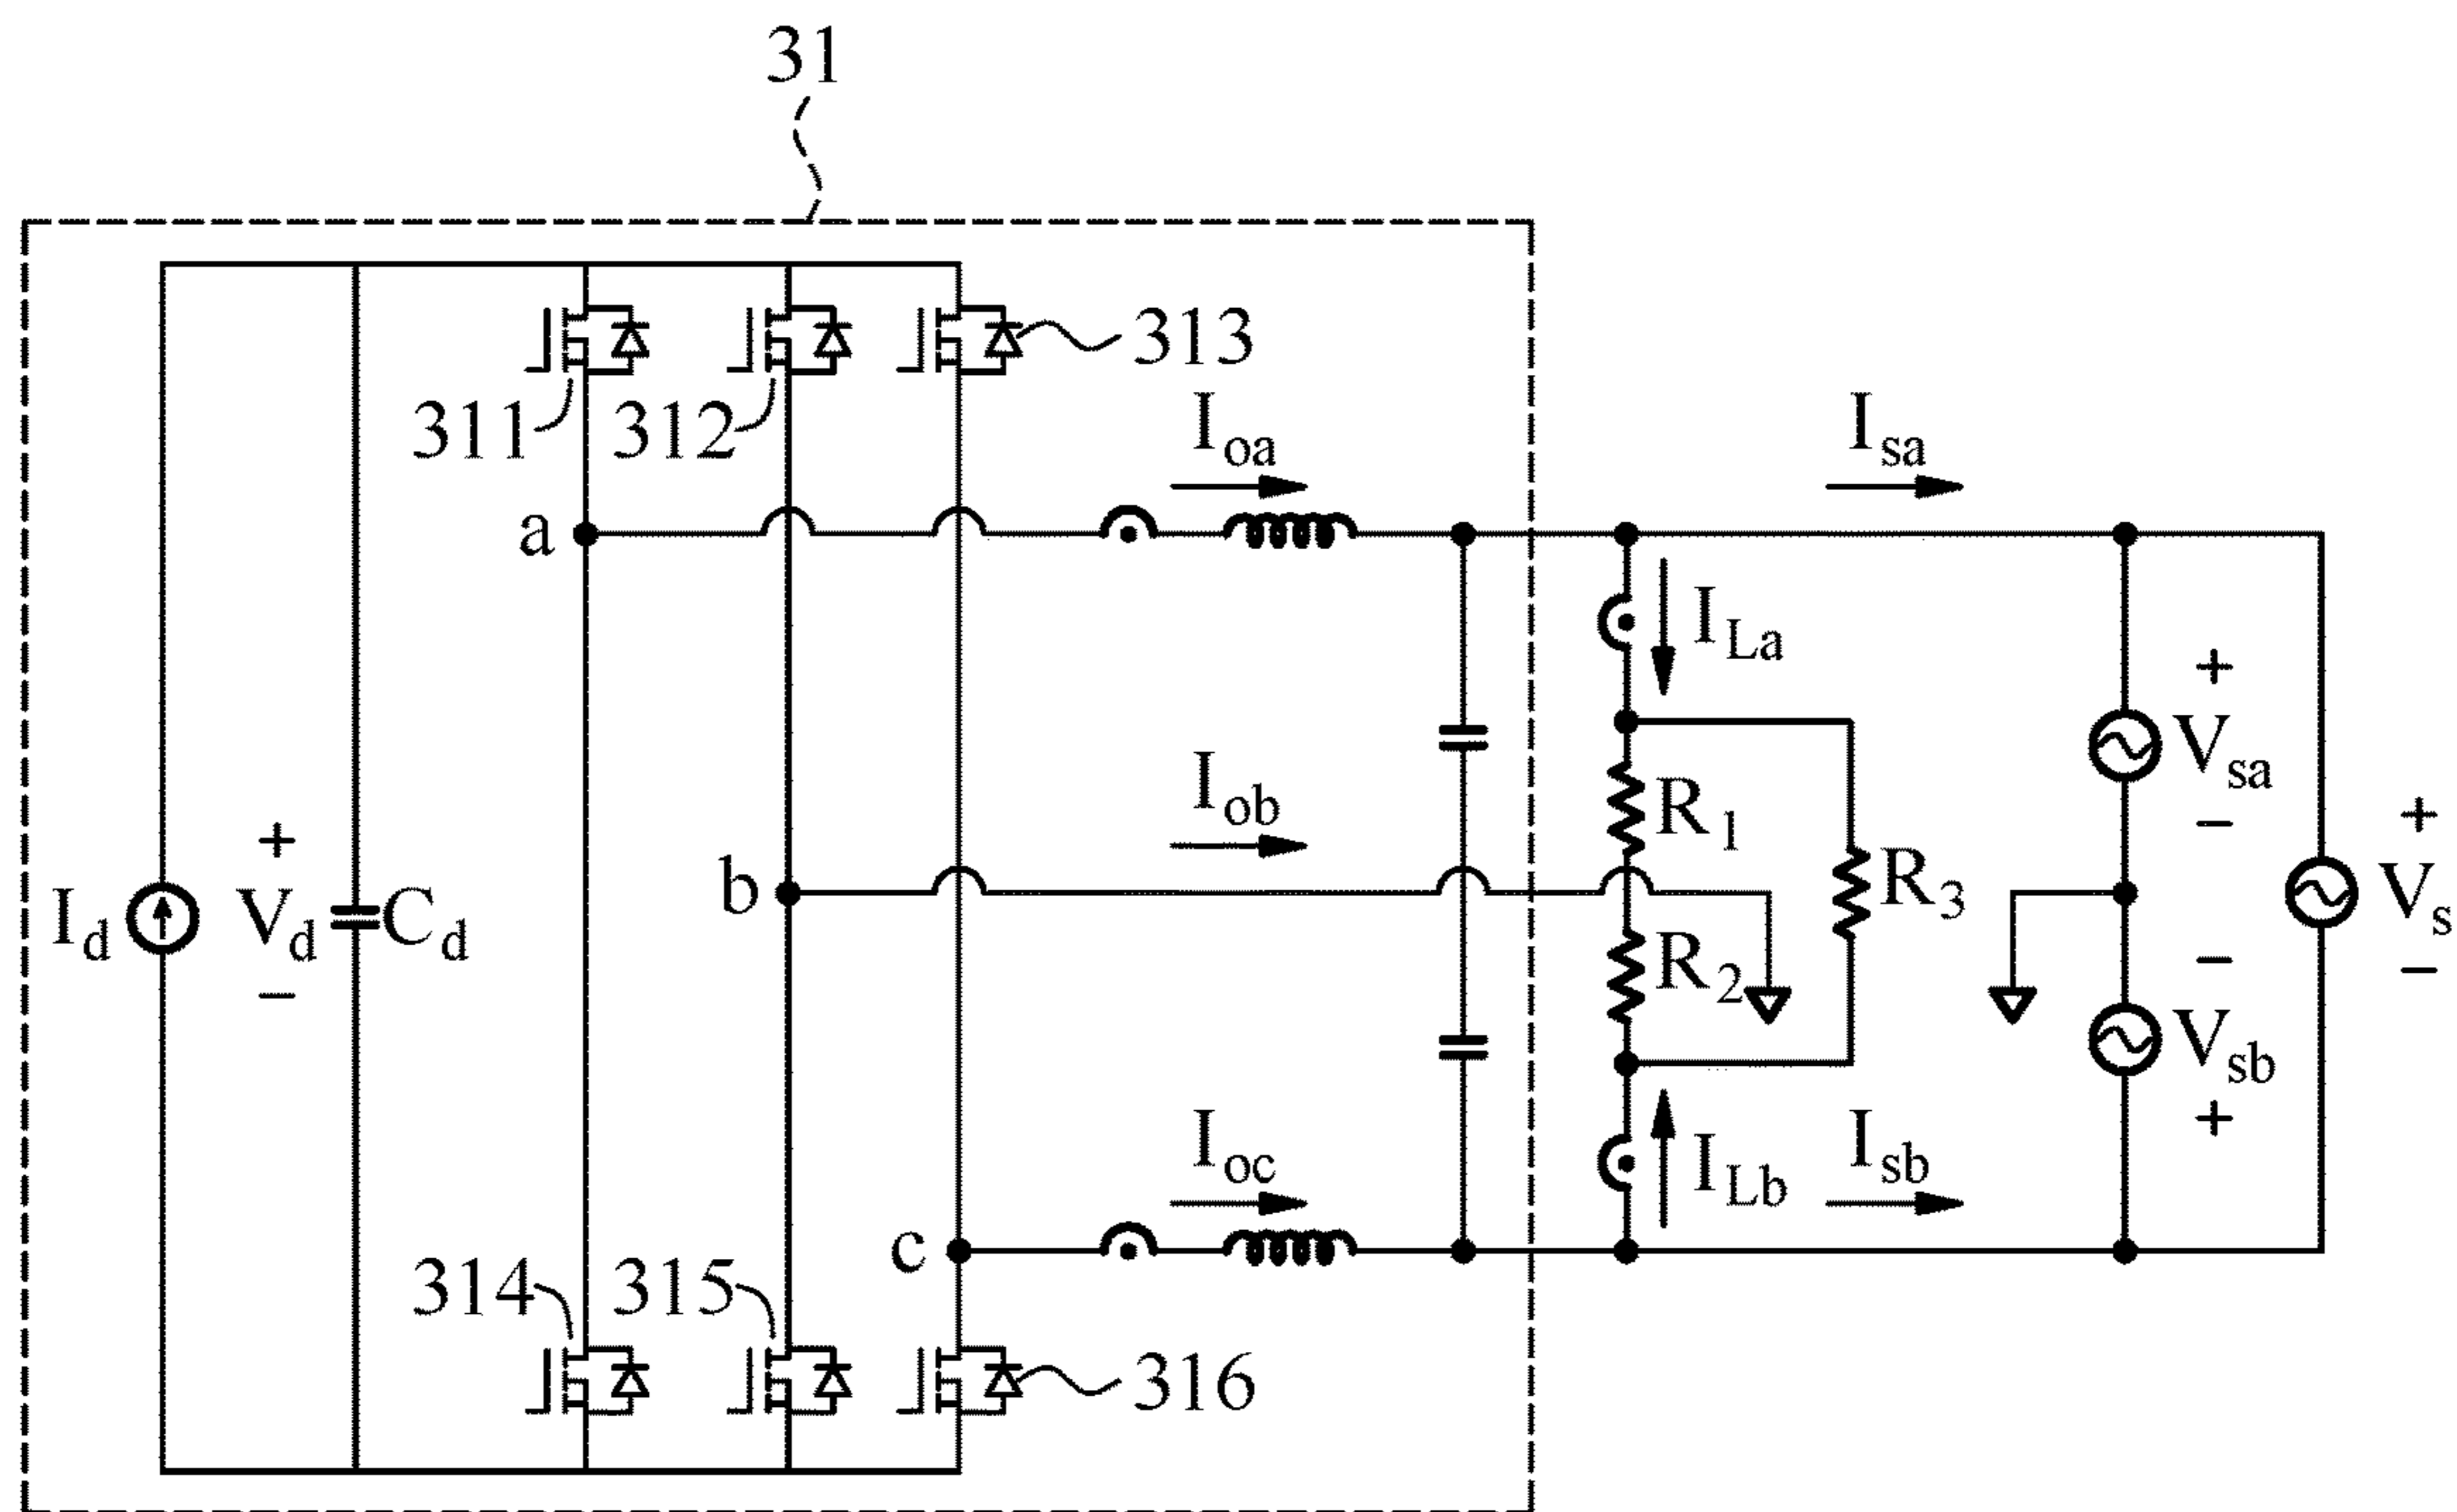 31
313
311
312
I_oa
I_sa
a
I_La
+
V_sa
−
I_ob
R_1
b
R_3
+
V_s
−
I_d
+
V_d
−
C_d
R_2
−
V_sb
+
I_oc
I_Lb
I_sb
c
314
315
316